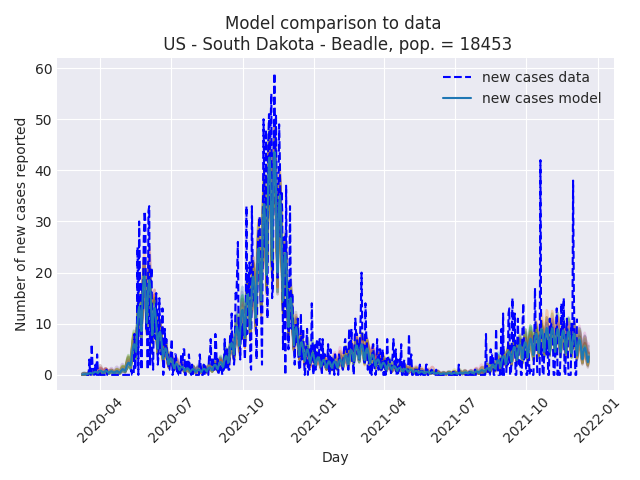 Model comparison to data
US - South Dakota - Beadle, pop. = 18453
Number of new cases reported
60
50
40
30
20
10
0
new cases data
new cases model
2020-04
2020-07
2020-10
2021-01
2021-04
2021-07
2021-10
2022-01
Day